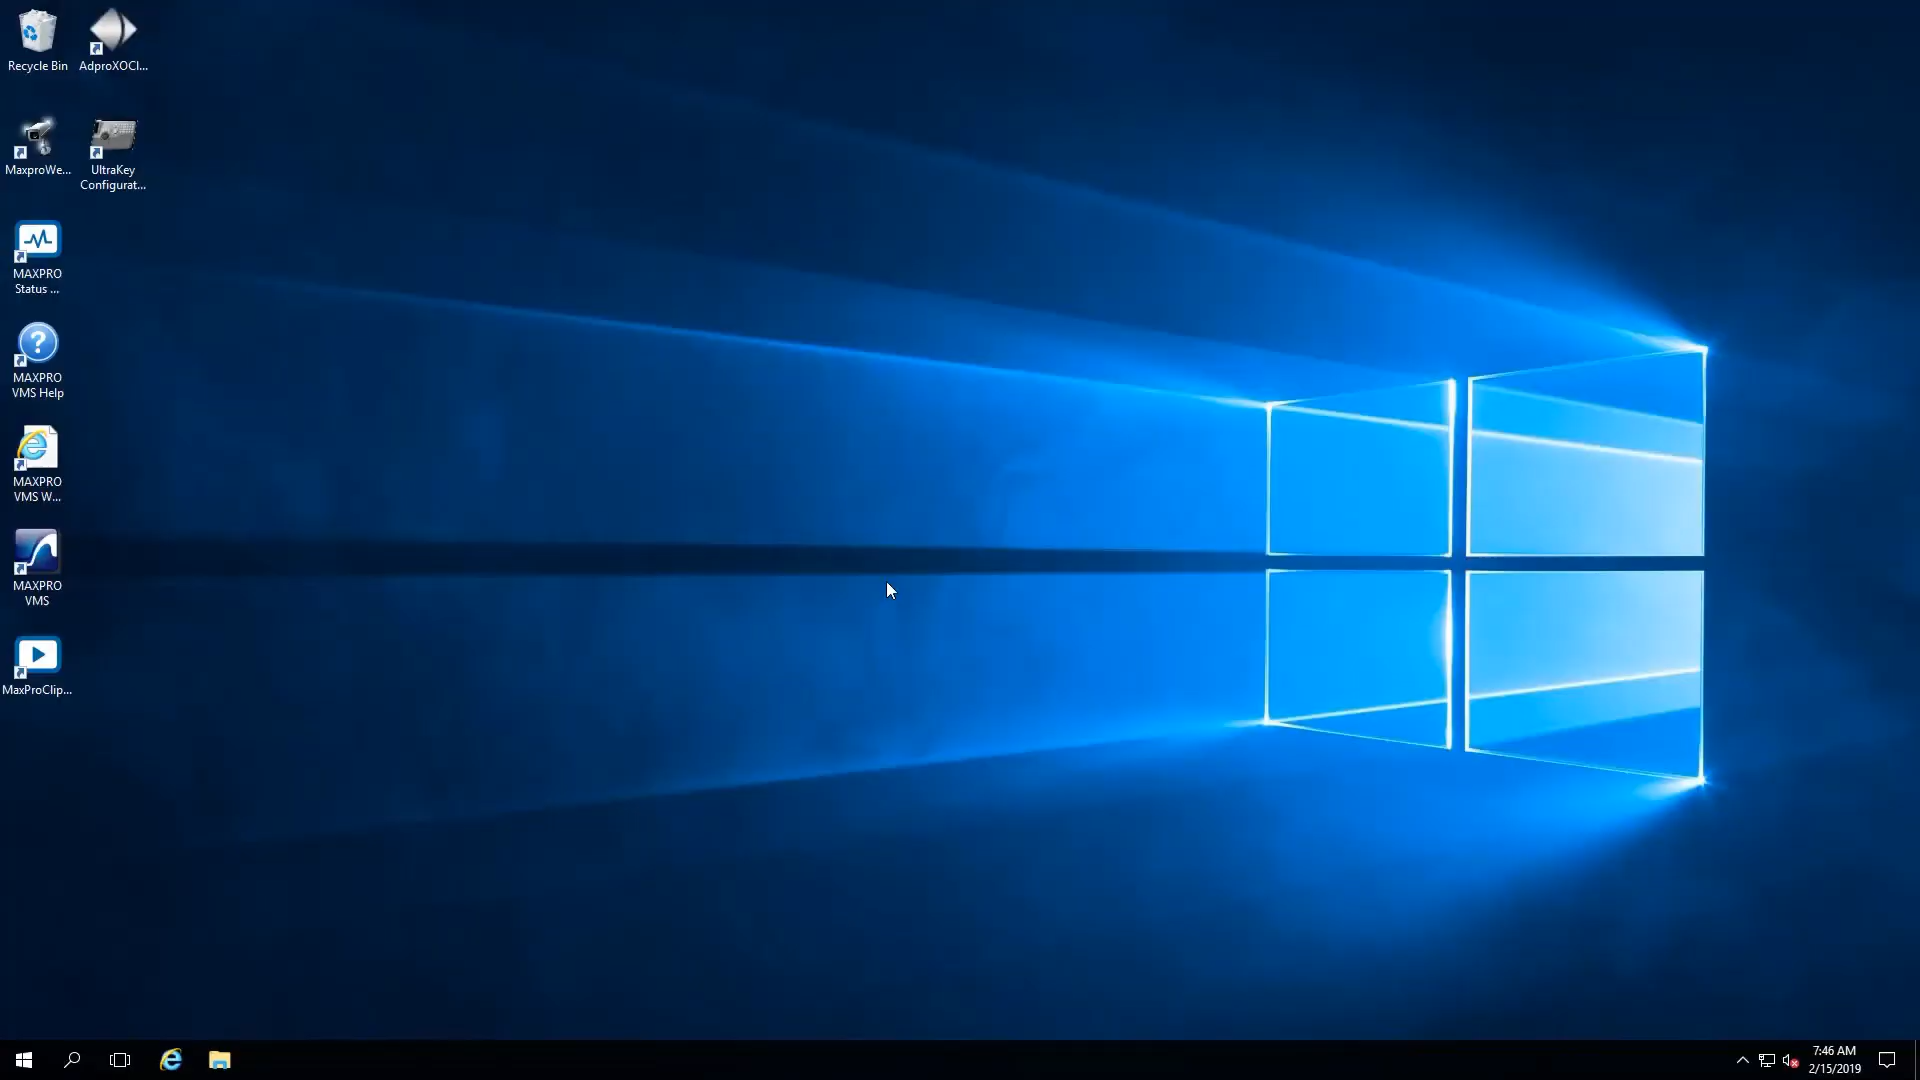 Recycle Bin
AdproXOCl...
MaxproWe...
UltraKey
Configurat...
MAXPRO
Status ...
MAXPRO
VMS Help
MAXPRO
VMS W...
MAXPRO
VMS
MaxProClip...
7:46 AM
2/15/2019